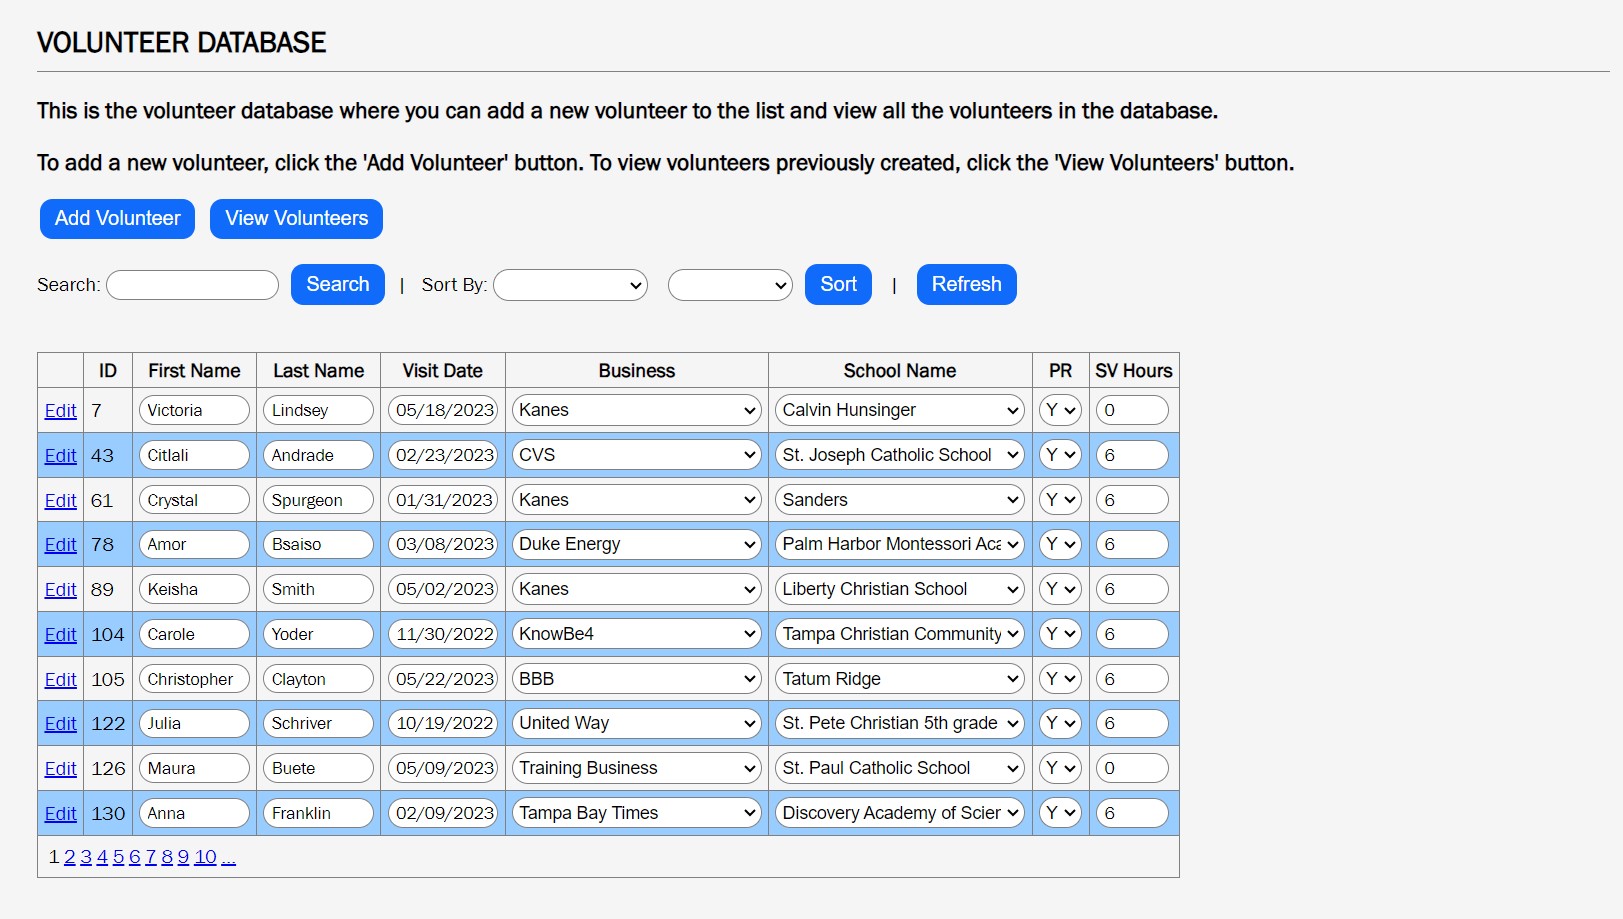 VOLUNTEER DATABASE
This is the volunteer database where you can add a new volunteer to the list and view all the volunteers in the database.
To add a new volunteer, click the 'Add Volunteer' button. To view volunteers previously created, click the 'View Volunteers' button.
Add Volunteer View Volunteers
Search: Search | Sort By: Sort | Refresh
ID First Name Last Name Visit Date Business School Name PR SV Hours
Edit 7 Victoria Lindsey 05/18/2023 Kanes Calvin Hunsinger Y 0
Edit 43 Citlali Andrade 02/23/2023 CVS St. Joseph Catholic School Y 6
Edit 61 Crystal Spurgeon 01/31/2023 Kanes Sanders Y 6
Edit 78 Amor Bsaiso 03/08/2023 Duke Energy Palm Harbor Montessori Aca Y 6
Edit 89 Keisha Smith 05/02/2023 Kanes Liberty Christian School Y 6
Edit 104 Carole Yoder 11/30/2022 KnowBe4 Tampa Christian Community Y 6
Edit 105 Christopher Clayton 05/22/2023 BBB Tatum Ridge Y 6
Edit 122 Julia Schriver 10/19/2022 United Way St. Pete Christian 5th grade Y 6
Edit 126 Maura Buete 05/09/2023 Training Business St. Paul Catholic School Y 0
Edit 130 Anna Franklin 02/09/2023 Tampa Bay Times Discovery Academy of Scier Y 6
1 2 3 4 5 6 7 8 9 10 ...